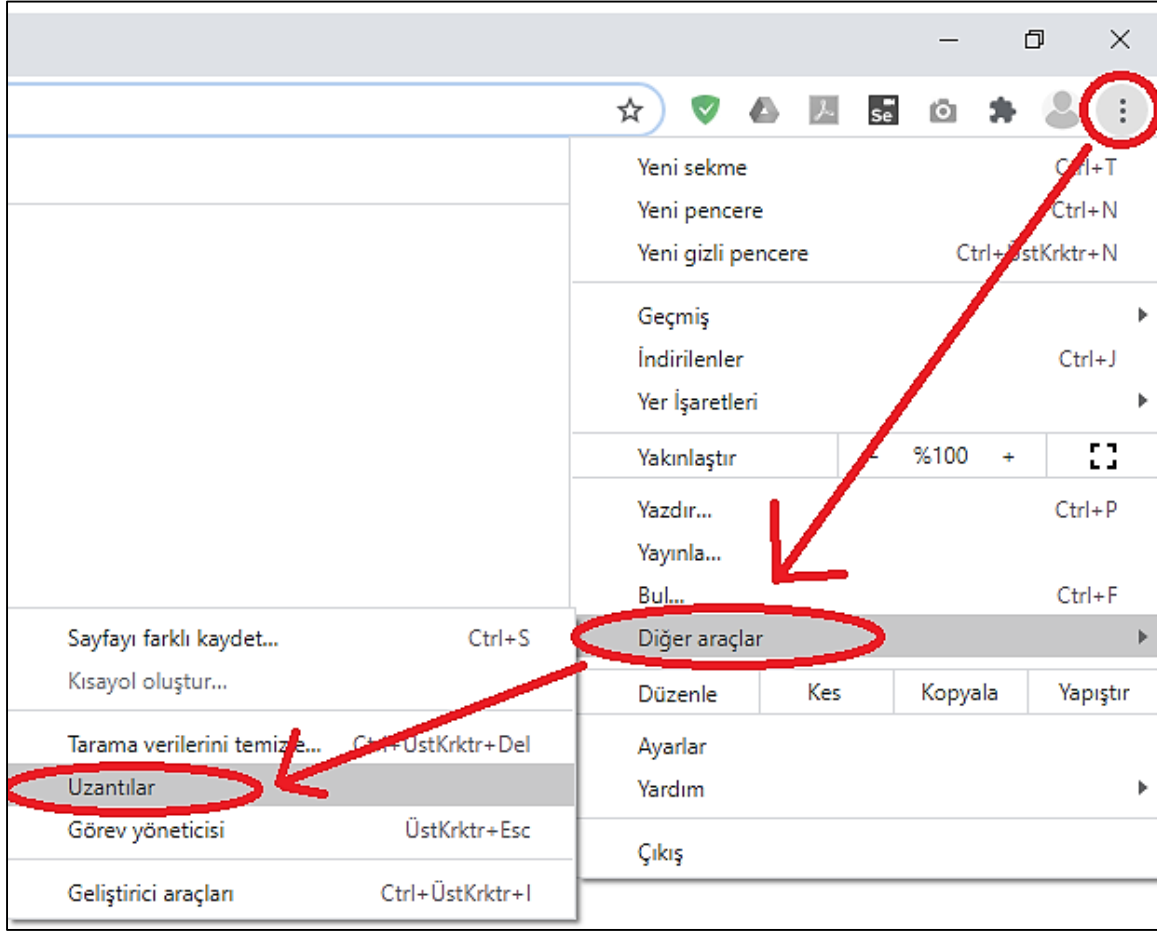 Se
Yeni sekme Ctrl+T
Yeni pencere Ctrl+N
Yeni gizli pencere Ctrl+ÜstKrktr+N
Geçmiş
İndirilenler Ctrl+J
Yer İşaretleri
Yakınlaştır - %100 +
Yazdır... Ctrl+P
Yayınla...
Bul... Ctrl+F
Diğer araçlar
Düzenle Kes Kopyala Yapıştır
Ayarlar
Yardım
Çıkış
Sayfayı farklı kaydet... Ctrl+S
Kısayol oluştur...
Tarama verilerini temizle... Ctrl+ÜstKrktr+Del
Uzantılar
Görev yöneticisi ÜstKrktr+Esc
Geliştirici araçları Ctrl+ÜstKrktr+I